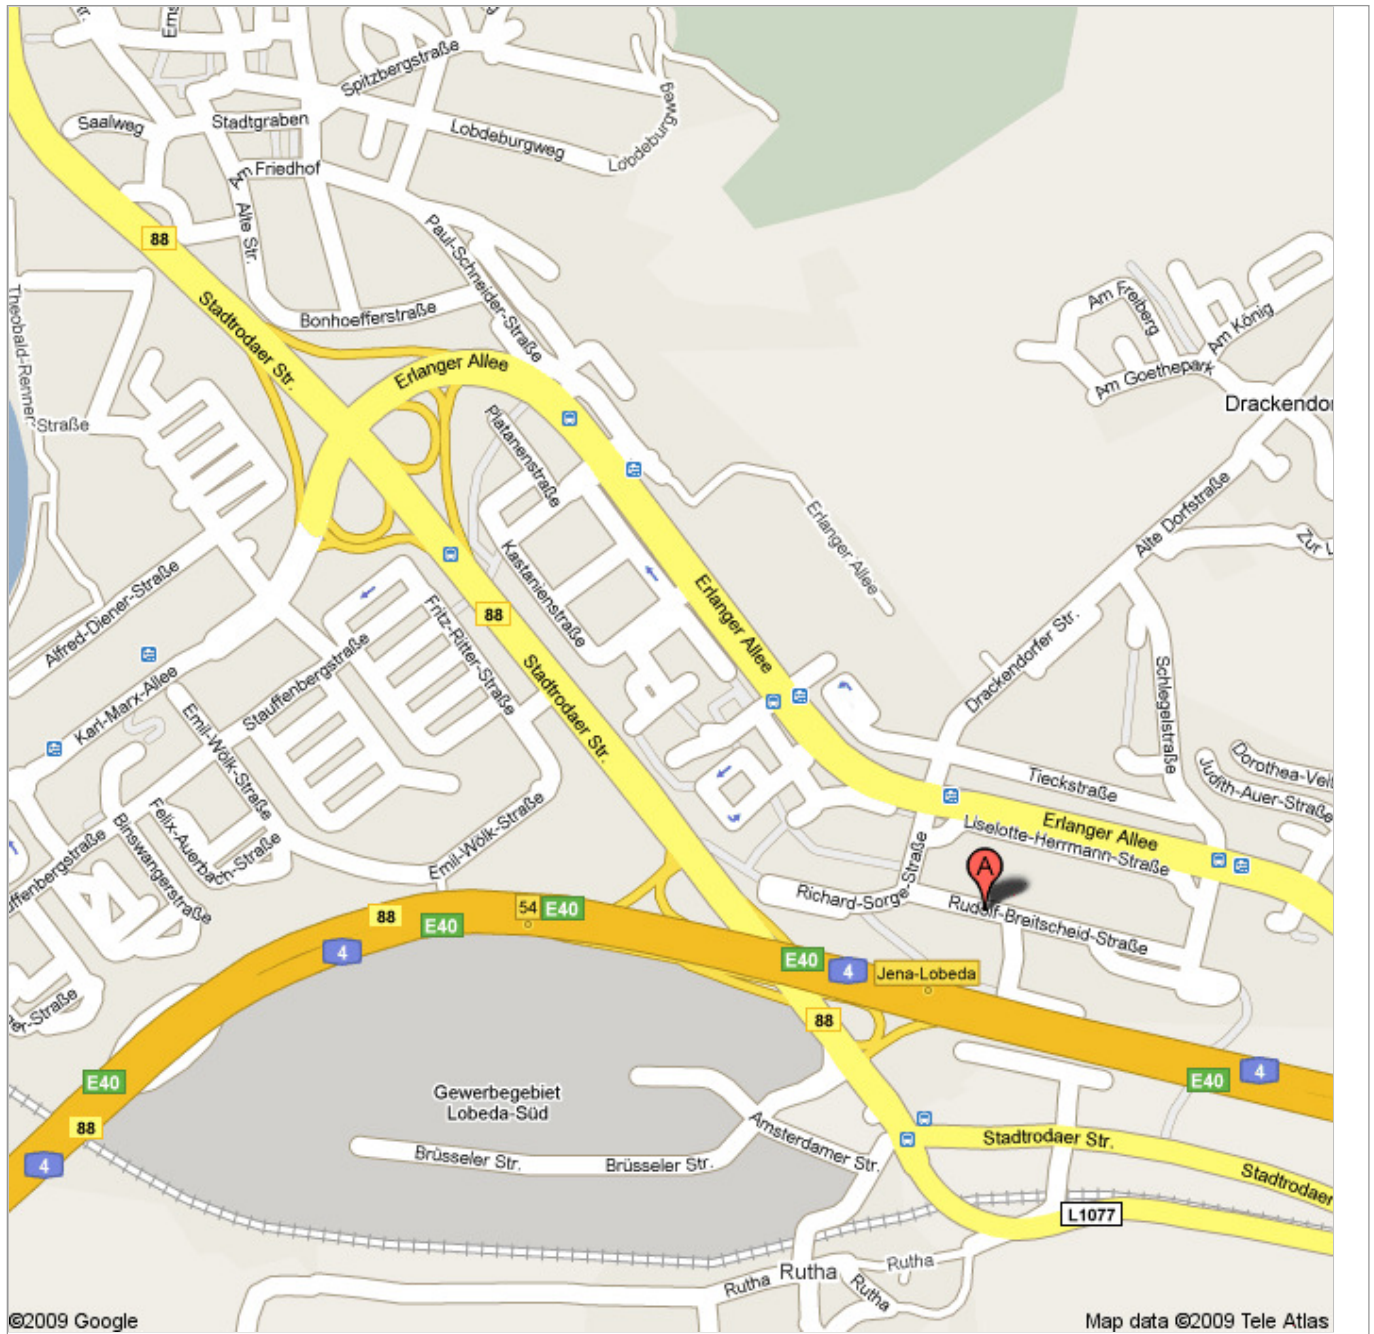 Spitzbergstraße
Saalweg
Stadtgraben
Lobdeburgweg
Lobdeburgweg
Am Friedhof
Alte Str.
Paul-Schneider-Straße
88
Bonhoefferstraße
Stadtrodaer Str.
Theobald-Renner-Straße
Erlanger Allee
Am Freiberg
Am König
Am Goethepark
Platanenstraße
Erlanger Allee
Alte Dorfstraße
Kastanienstraße
Alfred-Diener-Straße
88
Fritz-Ritter-Straße
Erlanger Allee
Drackendorfer Str.
Stauffenbergstraße
Karl-Marx-Allee
Emil-Wölk-Straße
Stadtrodaer Str.
Schlegelstraße
Judith-Auer-Straße
Tieckstraße
Felix-Auerbach-Straße
Binswangerstraße
Emil-Wölk-Straße
Erlanger Allee
Liselotte-Herrmann-Straße
A
Richard-Sorge-Straße
Rudolf-Breitscheid-Straße
88
54
E40
E40
4
E40
4
Jena-Lobeda
88
E40
4
E40
88
4
Gewerbegebiet
Lobeda-Süd
Amsterdamer Str.
Brüsseler Str.
Brüsseler Str.
Stadtrodaer Str.
Stadtrodaer
L1077
Rutha
Rutha
Rutha
Rutha
©2009 Google
Map data ©2009 Tele Atlas